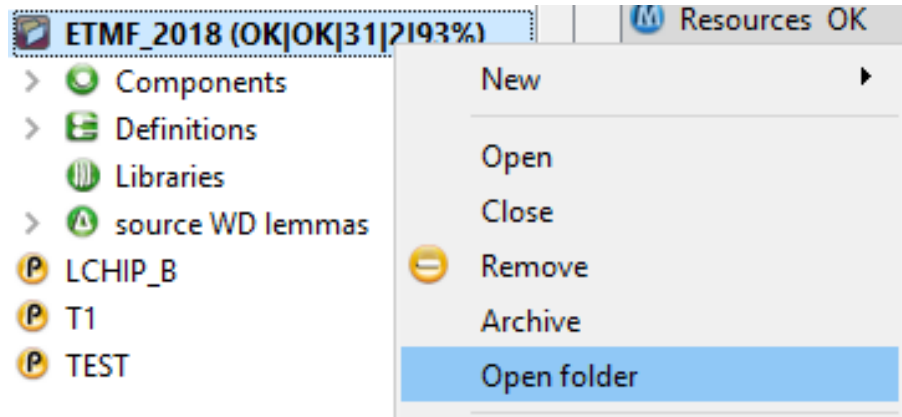 ETMF_2018 (OK|OK|31|2|93%)
Components
Definitions
Libraries
source WD lemmas
LCHIP_B
T1
TEST
Resources OK
New
Open
Close
Remove
Archive
Open folder